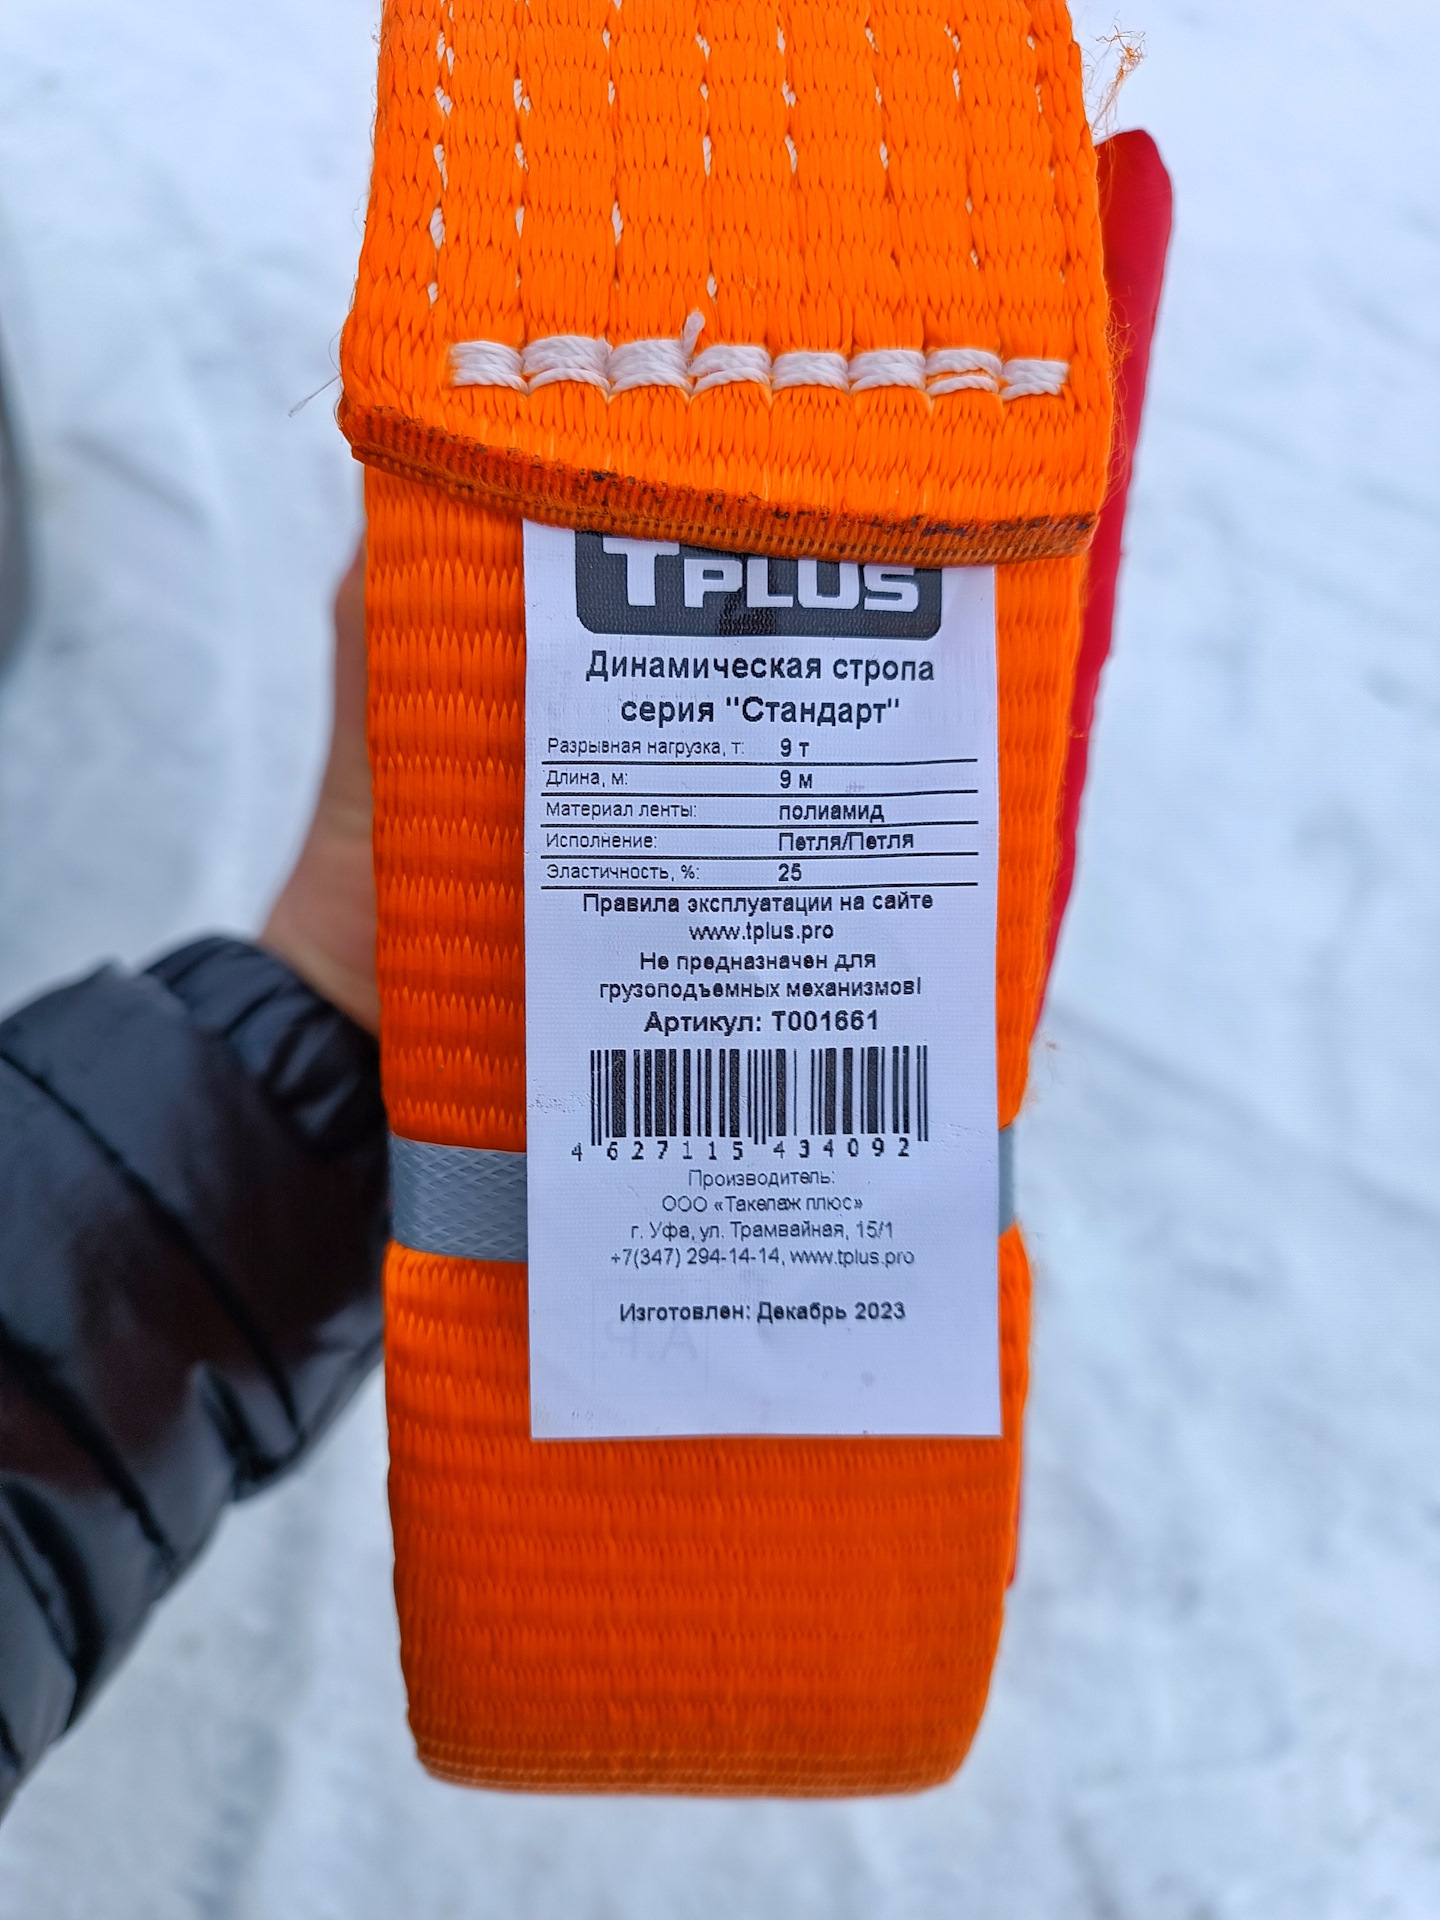 TPLUS
Динамическая стропа
серия "Стандарт"
Разрывная нагрузка, т: 9 т
Длина, м: 9 м
Материал ленты: полиамид
Исполнение: Петля/Петля
Эластичность, %: 25
Правила эксплуатации на сайте
www.tplus.pro
Не предназначен для
грузоподъемных механизмов!
Артикул: Т001661
4 627115 434092
Производитель:
ООО «Такелаж плюс»
г. Уфа, ул. Трамвайная, 15/1
+7(347) 294-14-14, www.tplus.pro
Изготовлен: Декабрь 2023